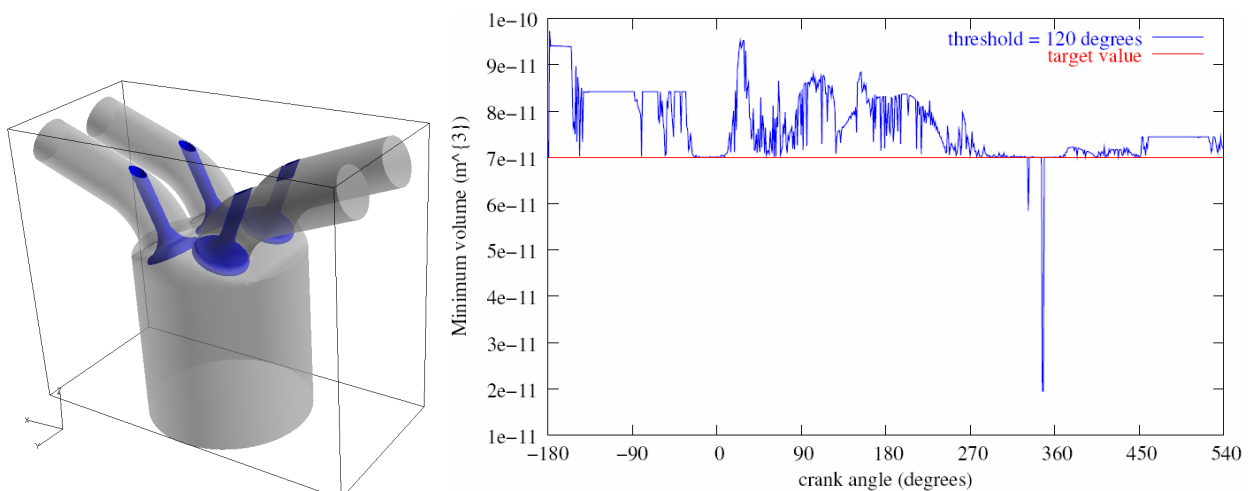 X
Y
Z
1e-10
9e-11
8e-11
7e-11
6e-11
5e-11
4e-11
3e-11
2e-11
1e-11
Minimum volume (m^{3})
threshold = 120 degrees
target value
-180 -90 0 90 180 270 360 450 540
crank angle (degrees)